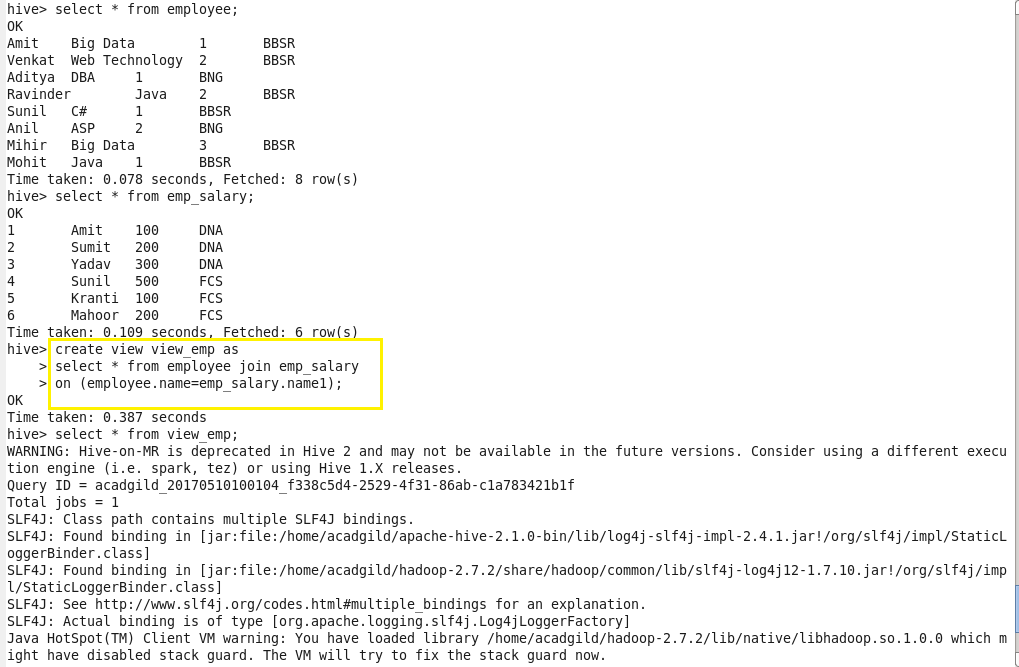 hive> select * from employee;
OK
Amit    Big Data        1       BBSR
Venkat  Web Technology  2       BBSR
Aditya  DBA     1       BNG
Ravinder        Java    2       BBSR
Sunil   C#      1       BBSR
Anil    ASP     2       BNG
Mihir   Big Data        3       BBSR
Mohit   Java    1       BBSR
Time taken: 0.078 seconds, Fetched: 8 row(s)
hive> select * from emp_salary;
OK
1       Amit    100     DNA
2       Sumit   200     DNA
3       Yadav   300     DNA
4       Sunil   500     FCS
5       Kranti  100     FCS
6       Mahoor  200     FCS
Time taken: 0.109 seconds, Fetched: 6 row(s)
hive> create view view_emp as
    > select * from employee join emp_salary
    > on (employee.name=emp_salary.name1);
OK
Time taken: 0.387 seconds
hive> select * from view_emp;
WARNING: Hive-on-MR is deprecated in Hive 2 and may not be available in the future versions. Consider using a different execu
tion engine (i.e. spark, tez) or using Hive 1.X releases.
Query ID = acadgild_20170510100104_f338c5d4-2529-4f31-86ab-c1a783421b1f
Total jobs = 1
SLF4J: Class path contains multiple SLF4J bindings.
SLF4J: Found binding in [jar:file:/home/acadgild/apache-hive-2.1.0-bin/lib/log4j-slf4j-impl-2.4.1.jar!/org/slf4j/impl/StaticL
oggerBinder.class]
SLF4J: Found binding in [jar:file:/home/acadgild/hadoop-2.7.2/share/hadoop/common/lib/slf4j-log4j12-1.7.10.jar!/org/slf4j/imp
l/StaticLoggerBinder.class]
SLF4J: See http://www.slf4j.org/codes.html#multiple_bindings for an explanation.
SLF4J: Actual binding is of type [org.apache.logging.slf4j.Log4jLoggerFactory]
Java HotSpot(TM) Client VM warning: You have loaded library /home/acadgild/hadoop-2.7.2/lib/native/libhadoop.so.1.0.0 which m
ight have disabled stack guard. The VM will try to fix the stack guard now.